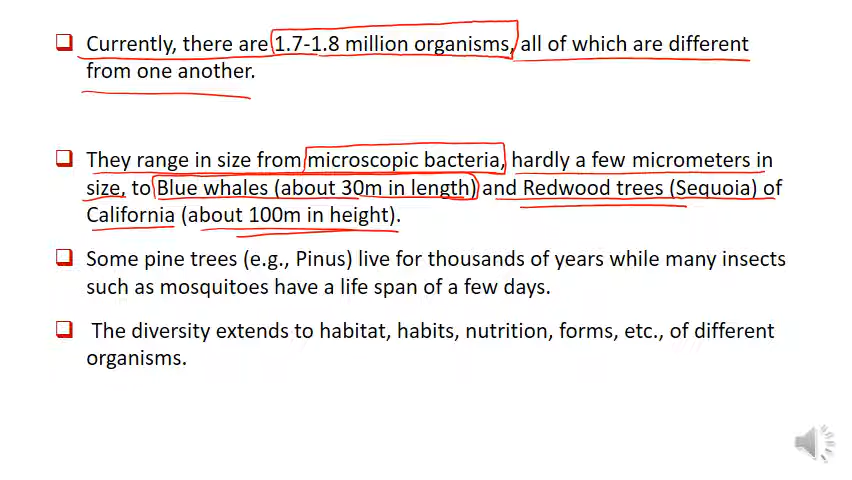 Currently, there are 1.7-1.8 million organisms, all of which are different
from one another.
They range in size from microscopic bacteria, hardly a few micrometers in
size, to Blue whales (about 30m in length) and Redwood trees (Sequoia) of
California (about 100m in height).
Some pine trees (e.g., Pinus) live for thousands of years while many insects
such as mosquitoes have a life span of a few days.
The diversity extends to habitat, habits, nutrition, forms, etc., of different
organisms.